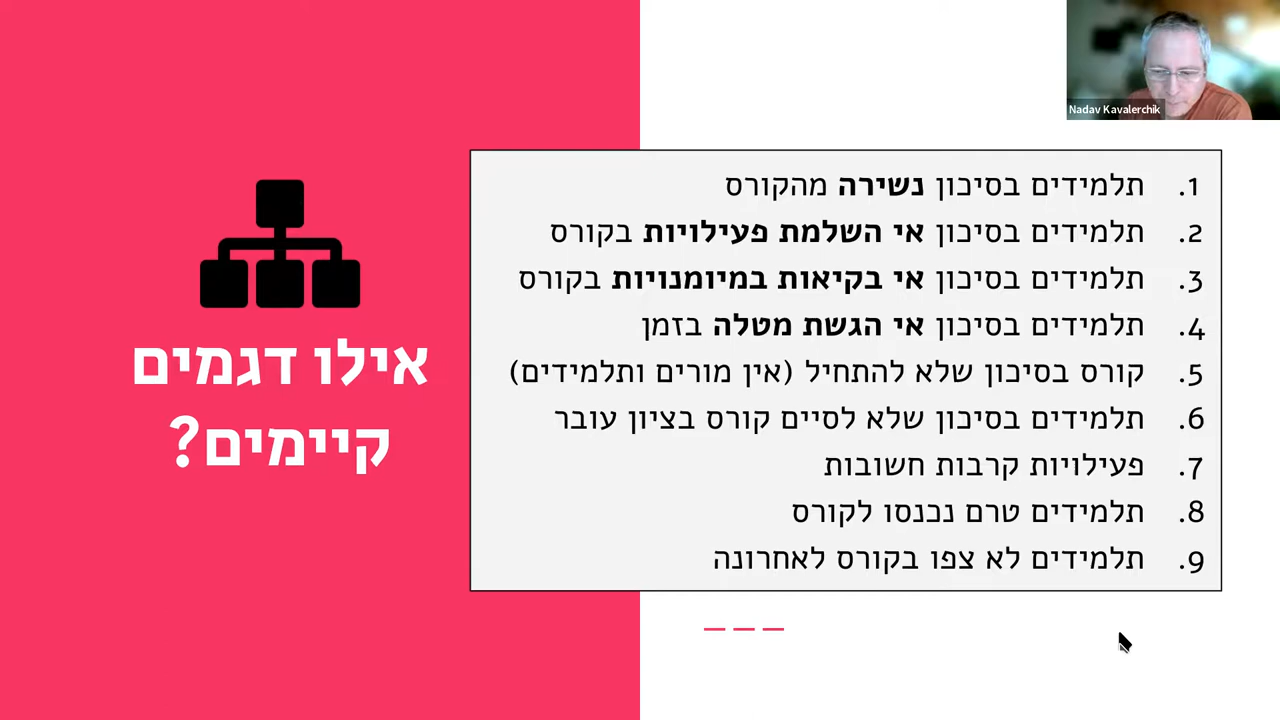 Nadav Kavalerchik
אילו דגמים
קיימים?
1. תלמידים בסיכון נשירה מהקורס
2. תלמידים בסיכון אי השלמת פעילויות בקורס
3. תלמידים בסיכון אי בקיאות במיומנויות בקורס
4. תלמידים בסיכון אי הגשת מטלה בזמן
5. קורס בסיכון שלא להתחיל (אין מורים ותלמידים)
6. תלמידים בסיכון שלא לסיים קורס בציון עובר
7. פעילויות קרבות חשובות
8. תלמידים טרם נכנסו לקורס
9. תלמידים לא צפו בקורס לאחרונה